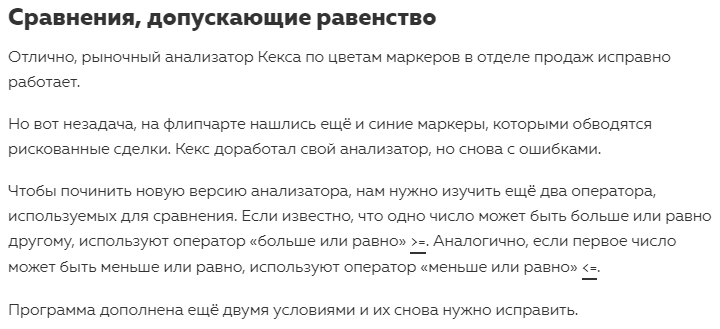 Сравнения, допускающие равенство
Отлично, рыночный анализатор Кекса по цветам маркеров в отделе продаж исправно
работает.
Но вот незадача, на флипчарте нашлись ещё и синие маркеры, которыми обводятся
рискованные сделки. Кекс доработал свой анализатор, но снова с ошибками.
Чтобы починить новую версию анализатора, нам нужно изучить ещё два оператора,
используемых для сравнения. Если известно, что одно число может быть больше или равно
другому, используют оператор «больше или равно» >=. Аналогично, если первое число
может быть меньше или равно, используют оператор «меньше или равно» <=.
Программа дополнена ещё двумя условиями и их снова нужно исправить.